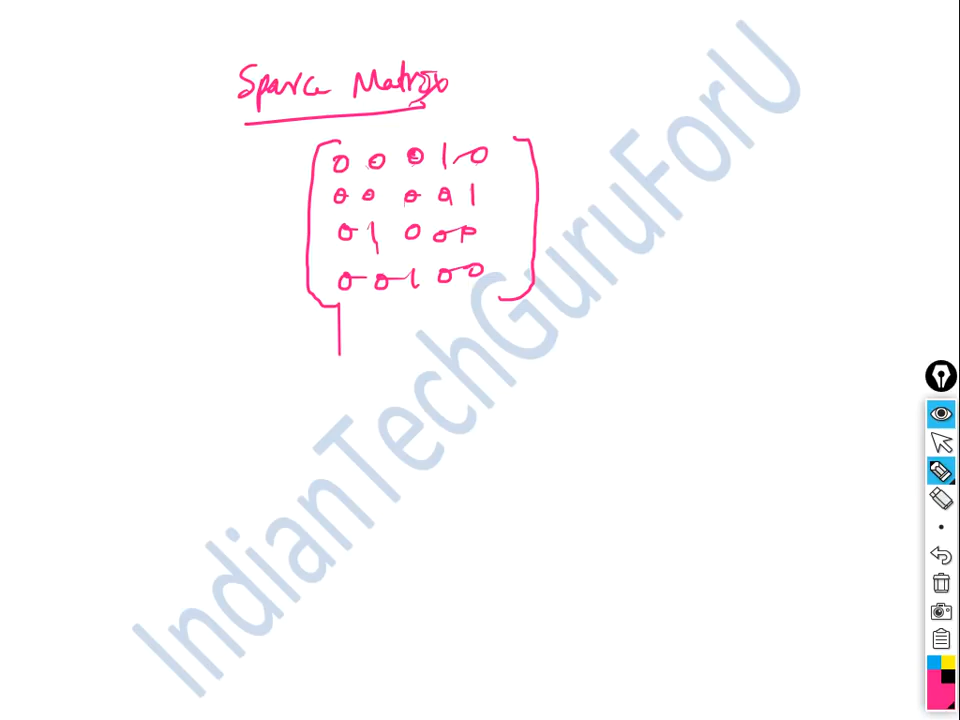 Sparce Matrix
0 0 0 1 0
0 0 0 0 1
0 1 0 0 0
0 0 1 0 0
IndianTechGuruForU